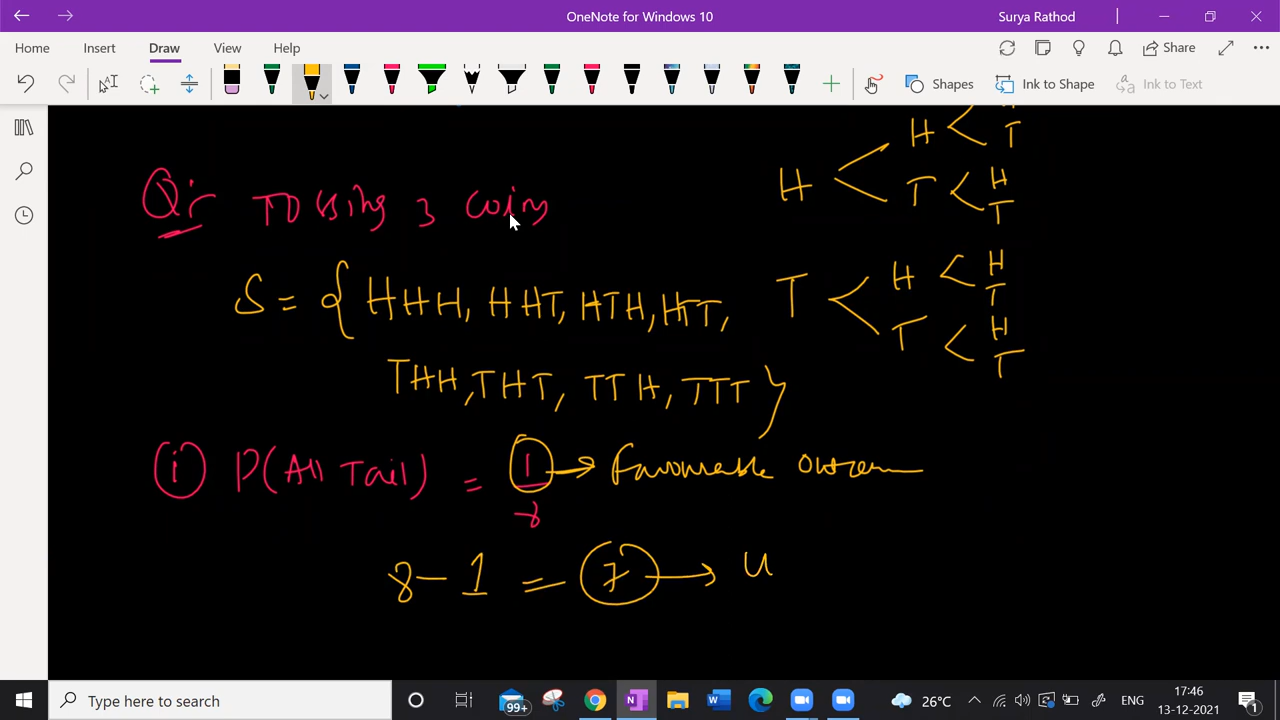 OneNote for Windows 10
Surya Rathod
Home Insert Draw View Help
Share
Shapes
Ink to Shape
Ink to Text
H < H < T
T < H
T
Q:- Tossing 3 coins
S = { HHH, HHT, HTH, HTT,
THH, THT, TTH, TTT }
T < H < H
T
T < H
T
(i) P(All Tail) = 1/8 → favourable
8 - 1 = 7 → u
Type here to search
99+
26°C
ENG
17:46
13-12-2021
1